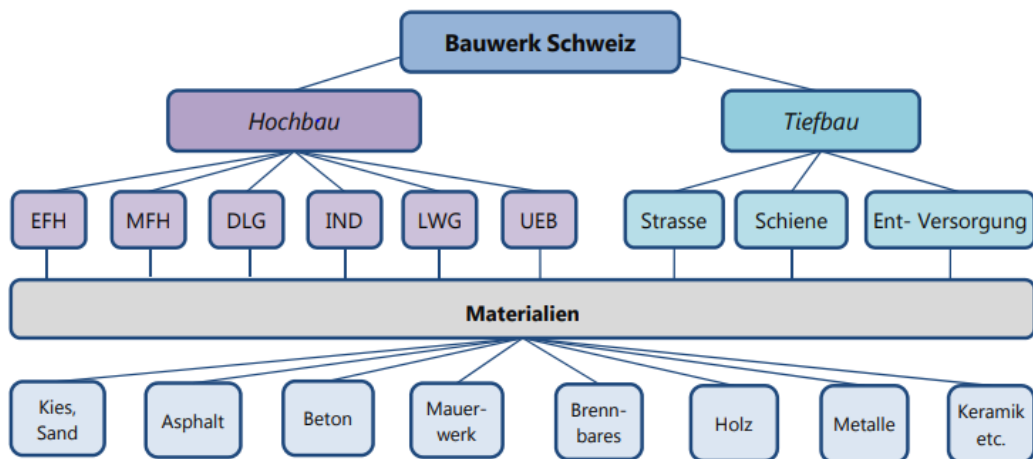 Bauwerk Schweiz
Hochbau
Tiefbau
EFH
MFH
DLG
IND
LWG
UEB
Strasse
Schiene
Ent- Versorgung
Materialien
Kies,
Sand
Asphalt
Beton
Mauer-
werk
Brenn-
bares
Holz
Metalle
Keramik
etc.